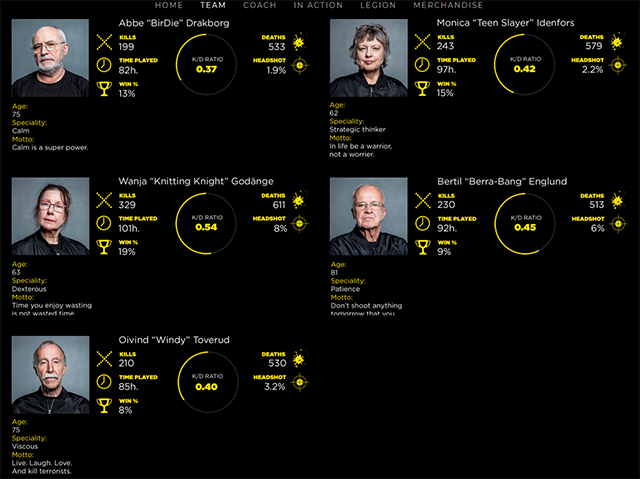 HOME TEAM COACH IN ACTION LEGION MERCHANDISE
Abbe “BirDie” Drakborg
KILLS
199
TIME PLAYED
82h.
WIN %
13%
K/D RATIO
0.37
DEATHS
533
HEADSHOT
1.9%
Age:
75
Speciality:
Calm
Motto:
Calm is a super power.
Monica “Teen Slayer” Idenfors
KILLS
243
TIME PLAYED
97h.
WIN %
15%
K/D RATIO
0.42
DEATHS
579
HEADSHOT
2.2%
Age:
62
Speciality:
Strategic thinker
Motto:
In life be a warrior,
not a worrier.
Wanja “Knitting Knight” Godänge
KILLS
329
TIME PLAYED
101h.
WIN %
19%
K/D RATIO
0.54
DEATHS
611
HEADSHOT
8%
Age:
63
Speciality:
Dexterous
Motto:
Time you enjoy wasting
is not wasted time
Bertil “Berra-Bang” Englund
KILLS
230
TIME PLAYED
92h.
WIN %
9%
K/D RATIO
0.45
DEATHS
513
HEADSHOT
6%
Age:
81
Speciality:
Patience
Motto:
Don't shoot anything
tomorrow that you
Oivind “Windy” Toverud
KILLS
210
TIME PLAYED
85h.
WIN %
8%
K/D RATIO
0.40
DEATHS
530
HEADSHOT
3.2%
Age:
75
Speciality:
Viscous
Motto:
Live. Laugh. Love.
And kill terrorists.